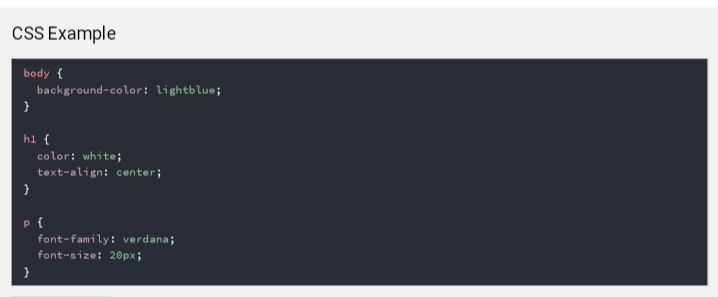 CSS Example
body {
  background-color: lightblue;
}

h1 {
  color: white;
  text-align: center;
}

p {
  font-family: verdana;
  font-size: 20px;
}